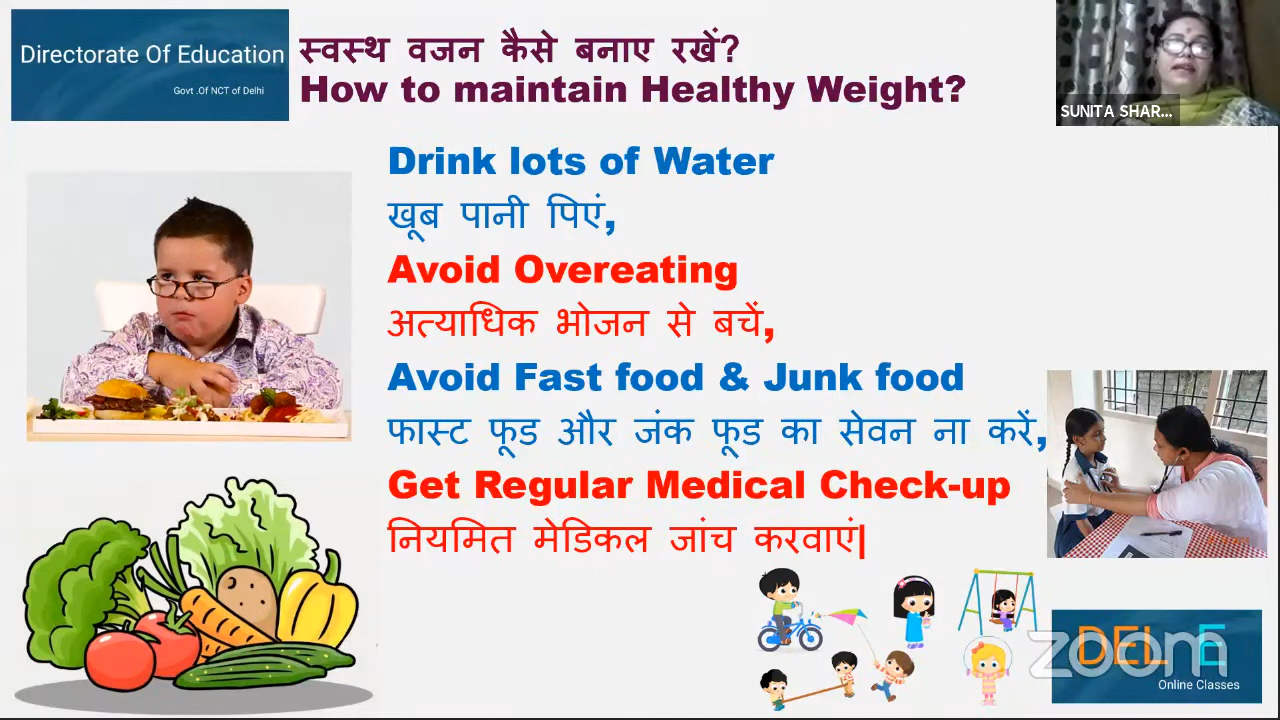 Directorate Of Education
Govt .Of NCT of Delhi
स्वस्थ वजन कैसे बनाए रखें?
How to maintain Healthy Weight?
SUNITA SHAR...
Drink lots of Water
खूब पानी पिएं,
Avoid Overeating
अत्याधिक भोजन से बचें,
Avoid Fast food & Junk food
फास्ट फूड और जंक फूड का सेवन ना करें,
Get Regular Medical Check-up
नियमित मेडिकल जांच करवाएं|
zoom
DEL E
Online Classes